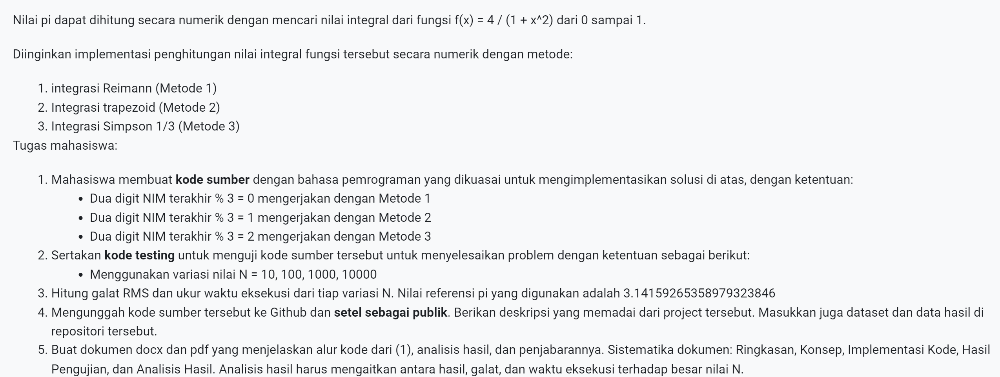 Nilai pi dapat dihitung secara numerik dengan mencari nilai integral dari fungsi f(x) = 4 / (1 + x^2) dari 0 sampai 1.
Diinginkan implementasi penghitungan nilai integral fungsi tersebut secara numerik dengan metode:
1. integrasi Reimann (Metode 1)
2. Integrasi trapezoid (Metode 2)
3. Integrasi Simpson 1/3 (Metode 3)
Tugas mahasiswa:
1. Mahasiswa membuat kode sumber dengan bahasa pemrograman yang dikuasai untuk mengimplementasikan solusi di atas, dengan ketentuan:
• Dua digit NIM terakhir % 3 = 0 mengerjakan dengan Metode 1
• Dua digit NIM terakhir % 3 = 1 mengerjakan dengan Metode 2
• Dua digit NIM terakhir % 3 = 2 mengerjakan dengan Metode 3
2. Sertakan kode testing untuk menguji kode sumber tersebut untuk menyelesaikan problem dengan ketentuan sebagai berikut:
• Menggunakan variasi nilai N = 10, 100, 1000, 10000
3. Hitung galat RMS dan ukur waktu eksekusi dari tiap variasi N. Nilai referensi pi yang digunakan adalah 3.14159265358979323846
4. Mengunggah kode sumber tersebut ke Github dan setel sebagai publik. Berikan deskripsi yang memadai dari project tersebut. Masukkan juga dataset dan data hasil di
repositori tersebut.
5. Buat dokumen docx dan pdf yang menjelaskan alur kode dari (1), analisis hasil, dan penjabarannya. Sistematika dokumen: Ringkasan, Konsep, Implementasi Kode, Hasil
Pengujian, dan Analisis Hasil. Analisis hasil harus mengaitkan antara hasil, galat, dan waktu eksekusi terhadap besar nilai N.